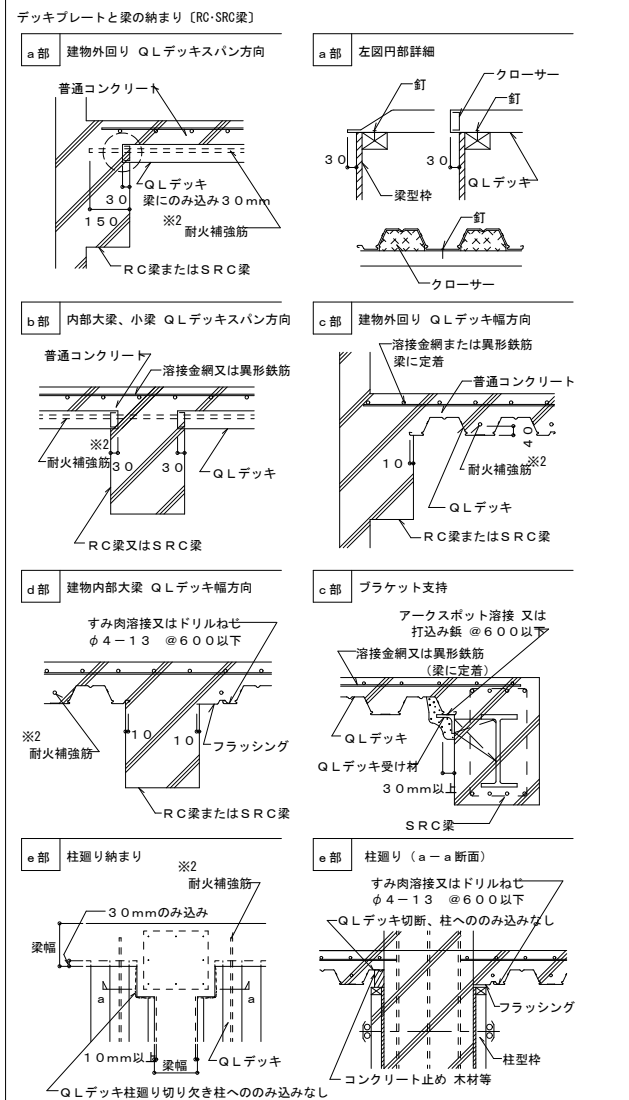 デッキプレートと梁の納まり〔RC・SRC梁〕
a部 建物外回り QLデッキスパン方向
普通コンクリート
30
150
QLデッキ
梁にのみ込み30mm
※2
耐火補強筋
RC梁またはSRC梁
a部 左図円部詳細
クローサー
釘
釘
30
30
QLデッキ
梁型枠
釘
クローサー
b部 内部大梁、小梁 QLデッキスパン方向
普通コンクリート
溶接金網又は異形鉄筋
※2
耐火補強筋
30
30
QLデッキ
RC梁又はSRC梁
c部 建物外回り QLデッキ幅方向
溶接金網または異形鉄筋
梁に定着
普通コンクリート
40
10
耐火補強筋
※2
QLデッキ
RC梁またはSRC梁
d部 建物内部大梁 QLデッキ幅方向
すみ肉溶接又はドリルねじ
φ4-13 @600以下
※2
耐火補強筋
10
10
フラッシング
RC梁またはSRC梁
c部 ブラケット支持
アークスポット溶接 又は
打込み鋲 @600以下
溶接金網又は異形鉄筋
(梁に定着)
QLデッキ
QLデッキ受け材
30mm以上
SRC梁
e部 柱廻り納まり
※2
耐火補強筋
30mmのみ込み
梁幅
a
a
10mm以上
梁幅
QLデッキ
QLデッキ柱廻り切り欠き柱へののみ込みなし
e部 柱廻り(a-a断面)
すみ肉溶接又はドリルねじ
φ4-13 @600以下
QLデッキ切断、柱へののみ込みなし
フラッシング
柱型枠
コンクリート止め 木材等